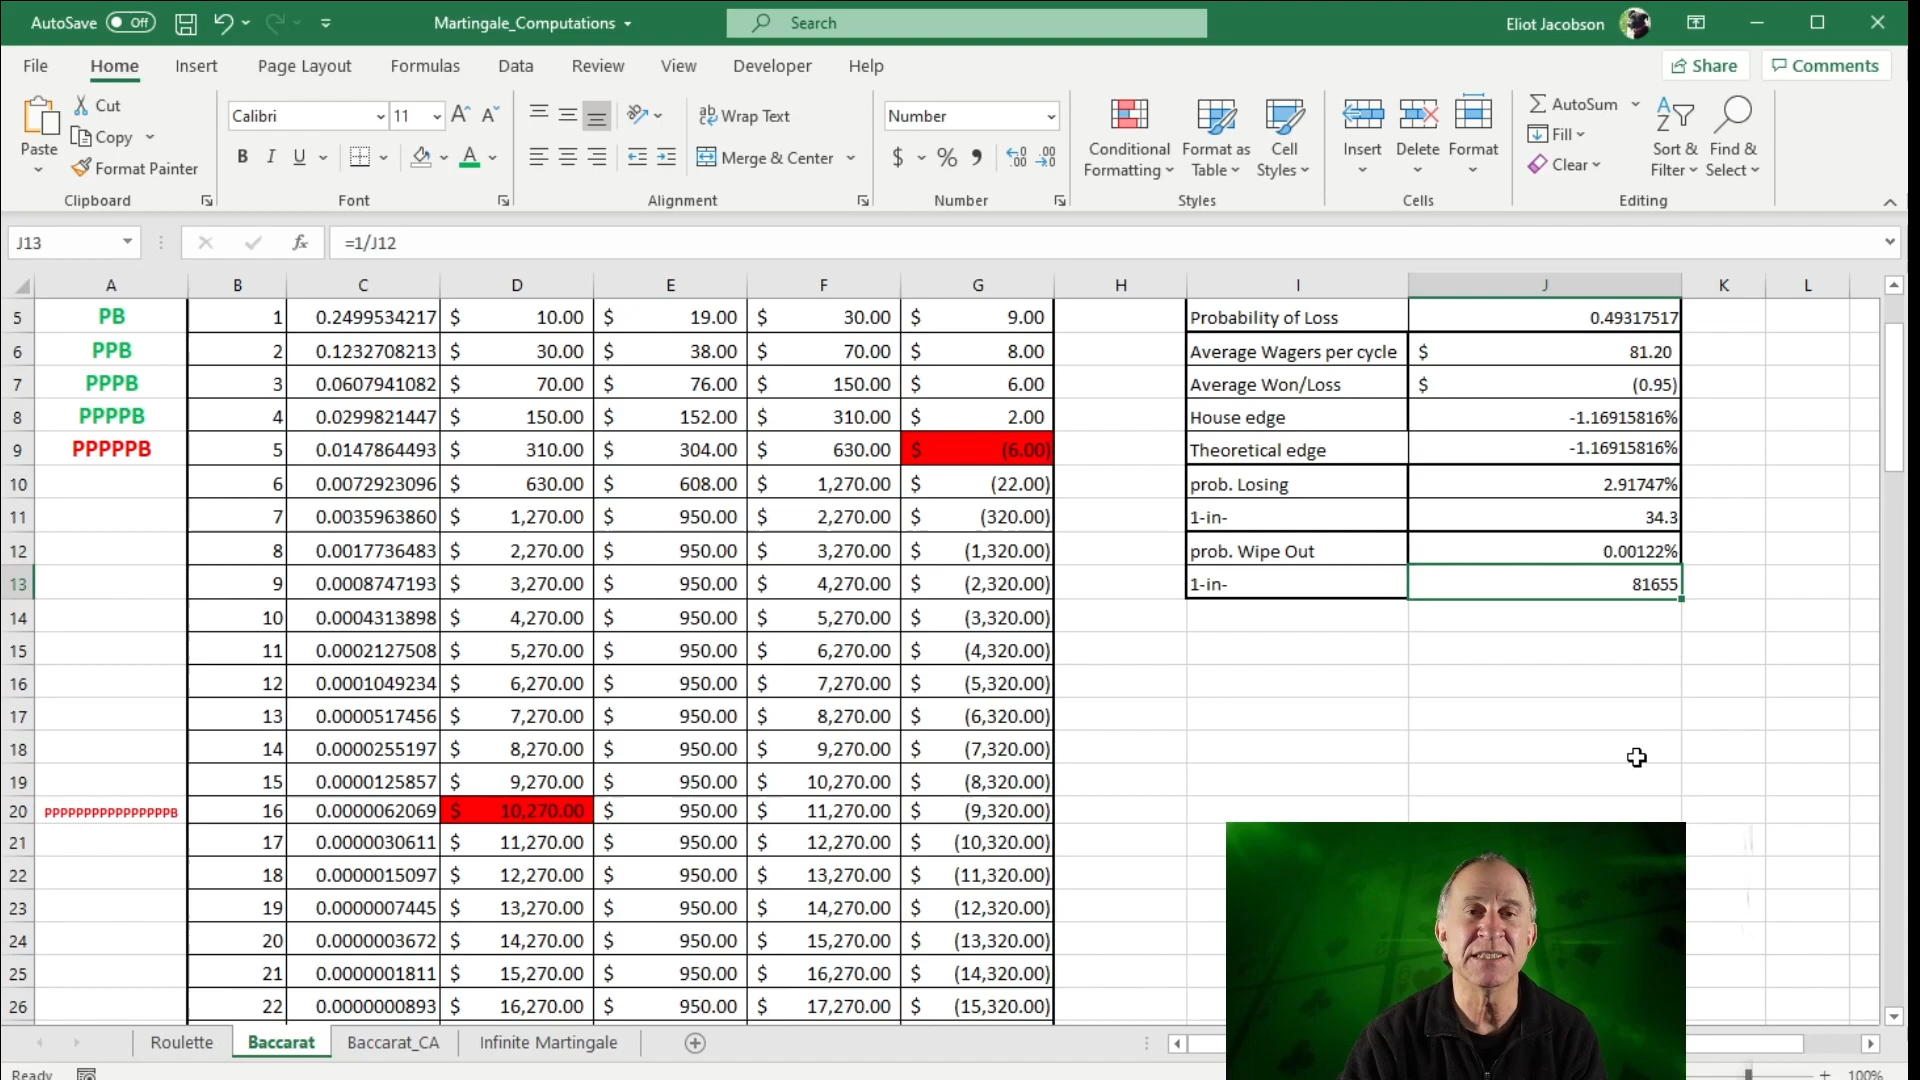 AutoSave Off Martingale_Computations Search Eliot Jacobson
File Home Insert Page Layout Formulas Data Review View Developer Help Share Comments
Paste Cut Copy Format Painter Clipboard
Calibri 11 A A B I U A Font
ab Wrap Text Merge & Center Alignment
Number $ % , Number
Conditional Formatting Format as Table Cell Styles Styles
Insert Delete Format Cells
AutoSum Fill Clear Sort & Filter Find & Select Editing
J13 fx =1/J12
A B C D E F G H I J K L
5 PB 1 0.2499534217 $ 10.00 $ 19.00 $ 30.00 $ 9.00 Probability of Loss 0.49317517
6 PPB 2 0.1232708213 $ 30.00 $ 38.00 $ 70.00 $ 8.00 Average Wagers per cycle $ 81.20
7 PPPB 3 0.0607941082 $ 70.00 $ 76.00 $ 150.00 $ 6.00 Average Won/Loss $ (0.95)
8 PPPPB 4 0.0299821447 $ 150.00 $ 152.00 $ 310.00 $ 2.00 House edge -1.16915816%
9 PPPPPB 5 0.0147864493 $ 310.00 $ 304.00 $ 630.00 $ (6.00) Theoretical edge -1.16915816%
10 6 0.0072923096 $ 630.00 $ 608.00 $ 1,270.00 $ (22.00) prob. Losing 2.91747%
11 7 0.0035963860 $ 1,270.00 $ 950.00 $ 2,270.00 $ (320.00) 1-in- 34.3
12 8 0.0017736483 $ 2,270.00 $ 950.00 $ 3,270.00 $ (1,320.00) prob. Wipe Out 0.00122%
13 9 0.0008747193 $ 3,270.00 $ 950.00 $ 4,270.00 $ (2,320.00) 1-in- 81655
14 10 0.0004313898 $ 4,270.00 $ 950.00 $ 5,270.00 $ (3,320.00)
15 11 0.0002127508 $ 5,270.00 $ 950.00 $ 6,270.00 $ (4,320.00)
16 12 0.0001049234 $ 6,270.00 $ 950.00 $ 7,270.00 $ (5,320.00)
17 13 0.0000517456 $ 7,270.00 $ 950.00 $ 8,270.00 $ (6,320.00)
18 14 0.0000255197 $ 8,270.00 $ 950.00 $ 9,270.00 $ (7,320.00)
19 15 0.0000125857 $ 9,270.00 $ 950.00 $ 10,270.00 $ (8,320.00)
20 PPPPPPPPPPPPPPPPB 16 0.0000062069 $ 10,270.00 $ 950.00 $ 11,270.00 $ (9,320.00)
21 17 0.0000030611 $ 11,270.00 $ 950.00 $ 12,270.00 $ (10,320.00)
22 18 0.0000015097 $ 12,270.00 $ 950.00 $ 13,270.00 $ (11,320.00)
23 19 0.0000007445 $ 13,270.00 $ 950.00 $ 14,270.00 $ (12,320.00)
24 20 0.0000003672 $ 14,270.00 $ 950.00 $ 15,270.00 $ (13,320.00)
25 21 0.0000001811 $ 15,270.00 $ 950.00 $ 16,270.00 $ (14,320.00)
26 22 0.0000000893 $ 16,270.00 $ 950.00 $ 17,270.00 $ (15,320.00)
Roulette Baccarat Baccarat_CA Infinite Martingale
Ready 100%